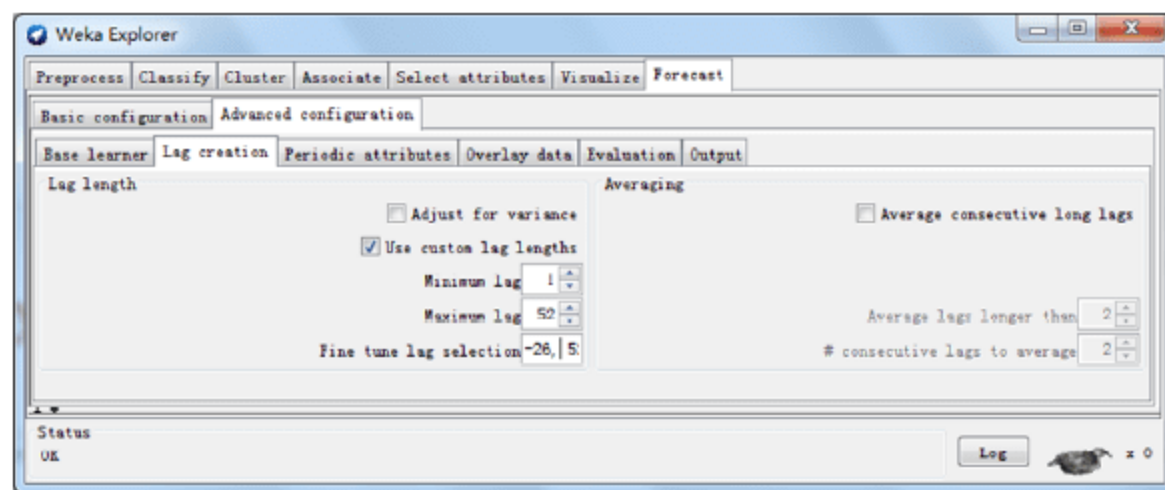 Weka Explorer
Preprocess Classify Cluster Associate Select attributes Visualize Forecast
Basic configuration Advanced configuration
Base learner Lag creation Periodic attributes Overlay data Evaluation Output
Lag length
Adjust for variance
Use custom lag lengths
Minimum lag 1
Maximum lag 52
Fine tune lag selection -26, 5
Averaging
Average consecutive long lags
Average lags longer than 2
# consecutive lags to average 2
Status
OK
Log
x 0